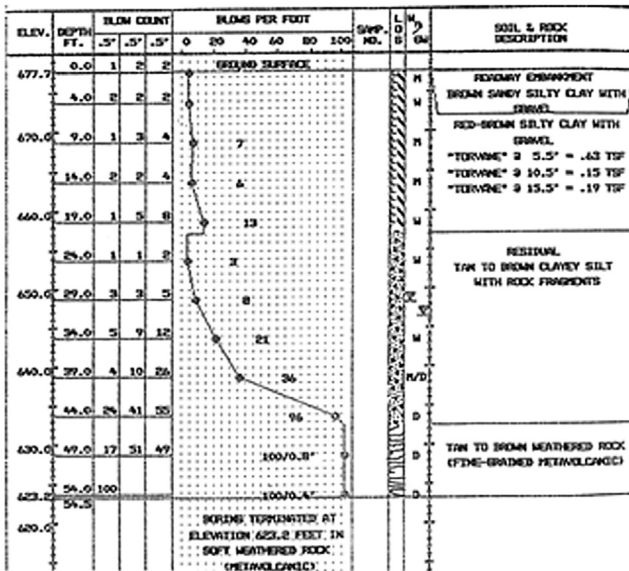 BLOW COUNT BLOWS PER FOOT
ELEV. DEPTH FT. .5' .5' .5' 0 20 40 60 80 100 SAMP. NO. L O G SOIL & ROCK DESCRIPTION
677.7 0.0 1 2 2 GROUND SURFACE M ROADWAY EMBANKMENT
BROWN SANDY SILTY CLAY WITH GRAVEL
4.0 2 2 2 W
RED-BROWN SILTY CLAY WITH GRAVEL
670.0 9.0 1 3 4 7 M
"TORVANE" @ 5.5' = .63 TSF
"TORVANE" @ 10.5' = .15 TSF
14.0 2 2 4 6 M
"TORVANE" @ 15.5' = .19 TSF
660.0 19.0 1 5 8 13 W
RESIDUAL
24.0 1 1 2 3 W
TAN TO BROWN CLAYEY SILT
WITH ROCK FRAGMENTS
650.0 29.0 3 3 5 8
34.0 5 9 12 21 W
640.0 39.0 4 10 26 36 M/D
44.0 24 41 55 96 D
630.0 49.0 17 51 49 100/0.8' D
TAN TO BROWN WEATHERED ROCK
(FINE-GRAINED METAVOLCANIC)
623.2 54.0 100 100/0.4' D
54.5
620.0
BORING TERMINATED AT
ELEVATION 623.2 FEET IN
SOFT WEATHERED ROCK
(METAVOLCANIC)